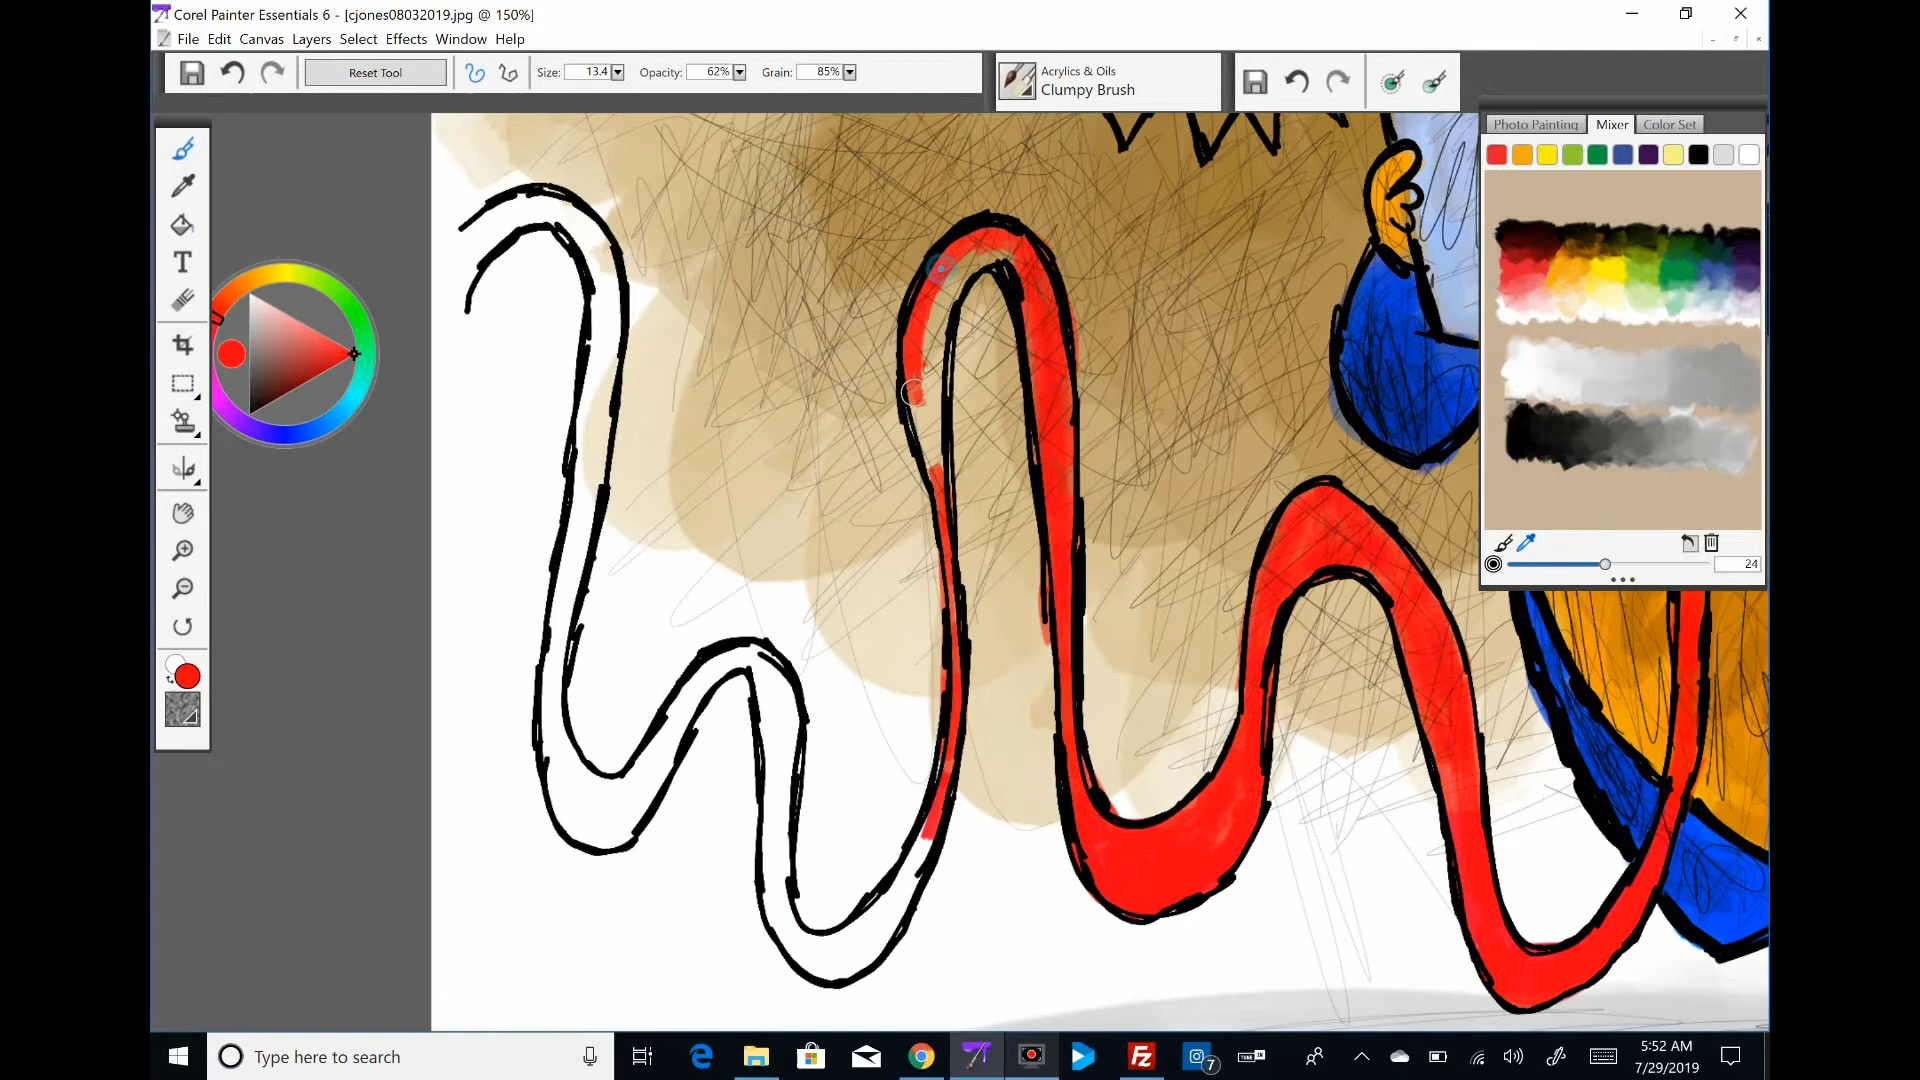 Corel Painter Essentials 6 - [cjones08032019.jpg @ 150%]
File Edit Canvas Layers Select Effects Window Help
Reset Tool
Size: 13.4
Opacity: 62%
Grain: 85%
Acrylics & Oils
Clumpy Brush
Photo Painting Mixer Color Set
T
24
Type here to search
7
5:52 AM
7/29/2019